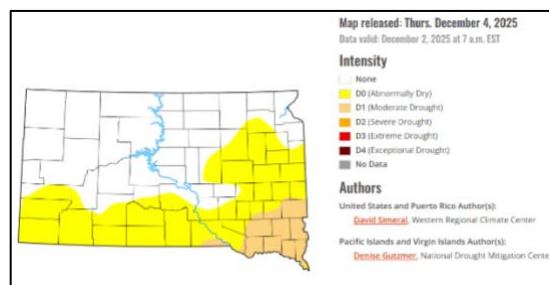 Map released: Thurs. December 4, 2025
Data valid: December 2, 2025 at 7 a.m. EST
Intensity
None
D0 (Abnormally Dry)
D1 (Moderate Drought)
D2 (Severe Drought)
D3 (Extreme Drought)
D4 (Exceptional Drought)
No Data
Authors
United States and Puerto Rico Author(s):
David Simeral, Western Regional Climate Center
Pacific Islands and Virgin Islands Author(s):
Denise Gutzmer, National Drought Mitigation Cente